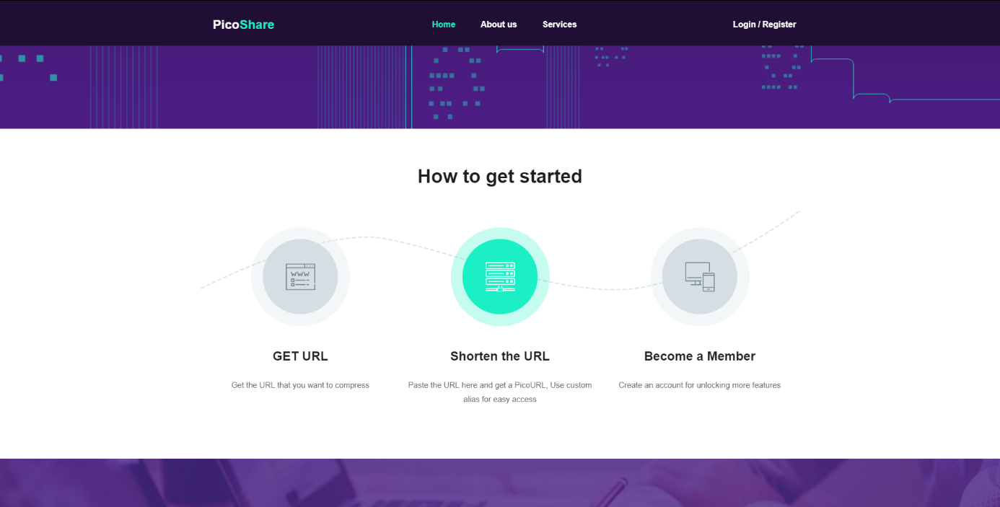 PicoShare
Home
About us
Services
Login / Register
How to get started
WWW
GET URL
Get the URL that you want to compress
Shorten the URL
Paste the URL here and get a PicoURL, Use custom
alias for easy access
Become a Member
Create an account for unlocking more features